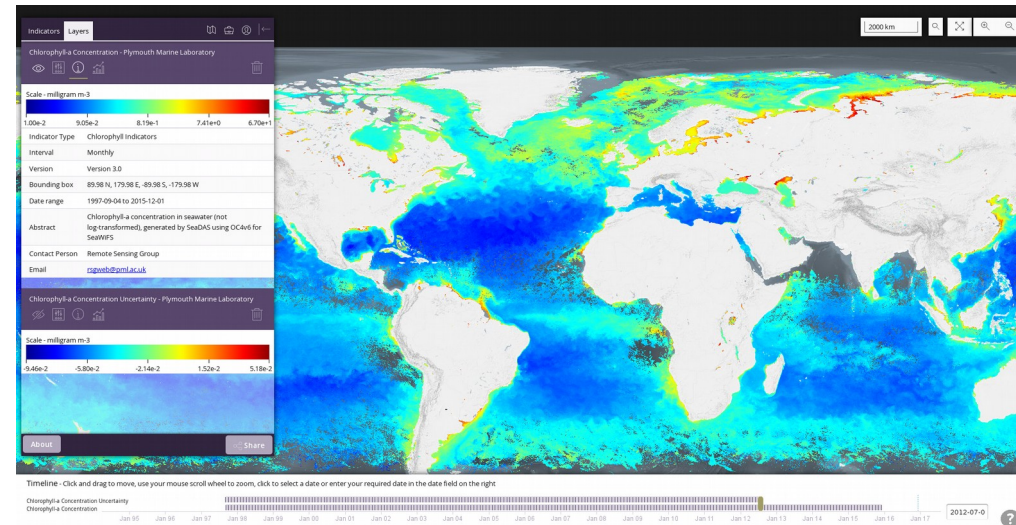 Indicators Layers
2000 km
Chlorophyll-a Concentration - Plymouth Marine Laboratory
Scale - milligram m-3
1.00e-2 9.05e-2 8.19e-1 7.41e+0 6.70e+1
Indicator Type Chlorophyll Indicators
Interval Monthly
Version Version 3.0
Bounding box 89.98 N, 179.98 E, -89.98 S, -179.98 W
Date range 1997-09-04 to 2015-12-01
Abstract Chlorophyll-a concentration in seawater (not
log-transformed), generated by SeaDAS using OC4v6 for
SeaWiFS
Contact Person Remote Sensing Group
Email rsgweb@pml.ac.uk
Chlorophyll-a Concentration Uncertainty - Plymouth Marine Laboratory
Scale - milligram m-3
-9.46e-2 -5.80e-2 -2.14e-2 1.52e-2 5.18e-2
About Share
Timeline - Click and drag to move, use your mouse scroll wheel to zoom, click to select a date or enter your required date in the date field on the right
Chlorophyll-a Concentration Uncertainty
Chlorophyll-a Concentration
Jan 95 Jan 96 Jan 97 Jan 98 Jan 99 Jan 00 Jan 01 Jan 02 Jan 03 Jan 04 Jan 05 Jan 06 Jan 07 Jan 08 Jan 09 Jan 10 Jan 11 Jan 12 Jan 13 Jan 14 Jan 15 Jan 16 Jan 17
2012-07-0
?